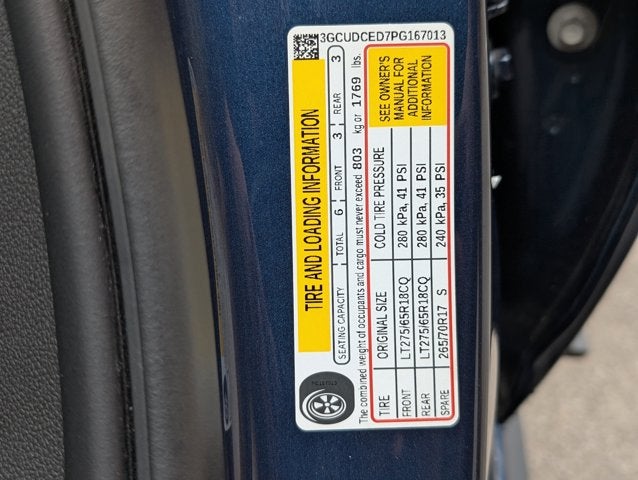 3GCUDCED7PG167013
TIRE AND LOADING INFORMATION
SEATING CAPACITY TOTAL 6 FRONT 3 REAR 3
The combined weight of occupants and cargo must never exceed 803 kg or 1769 lbs.
TIRE ORIGINAL SIZE COLD TIRE PRESSURE
FRONT LT275/65R18CQ 280 kPa, 41 PSI
REAR LT275/65R18CQ 280 kPa, 41 PSI
SPARE 265/70R17 S 240 kPa, 35 PSI
SEE OWNER'S
MANUAL FOR
ADDITIONAL
INFORMATION